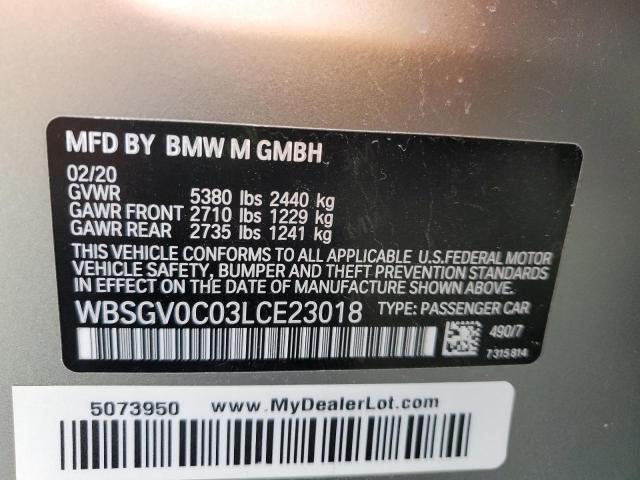 MFD BY BMW M GMBH
02/20
GVWR 5380 lbs 2440 kg
GAWR FRONT 2710 lbs 1229 kg
GAWR REAR 2735 lbs 1241 kg
THIS VEHICLE CONFORMS TO ALL APPLICABLE U.S.FEDERAL MOTOR
VEHICLE SAFETY, BUMPER AND THEFT PREVENTION STANDARDS
IN EFFECT ON THE DATE OF MANUFACTURE SHOWN ABOVE.
WBSGV0C03LCE23018 TYPE: PASSENGER CAR
490/7
7 315 814
5073950 www.MyDealerLot.com